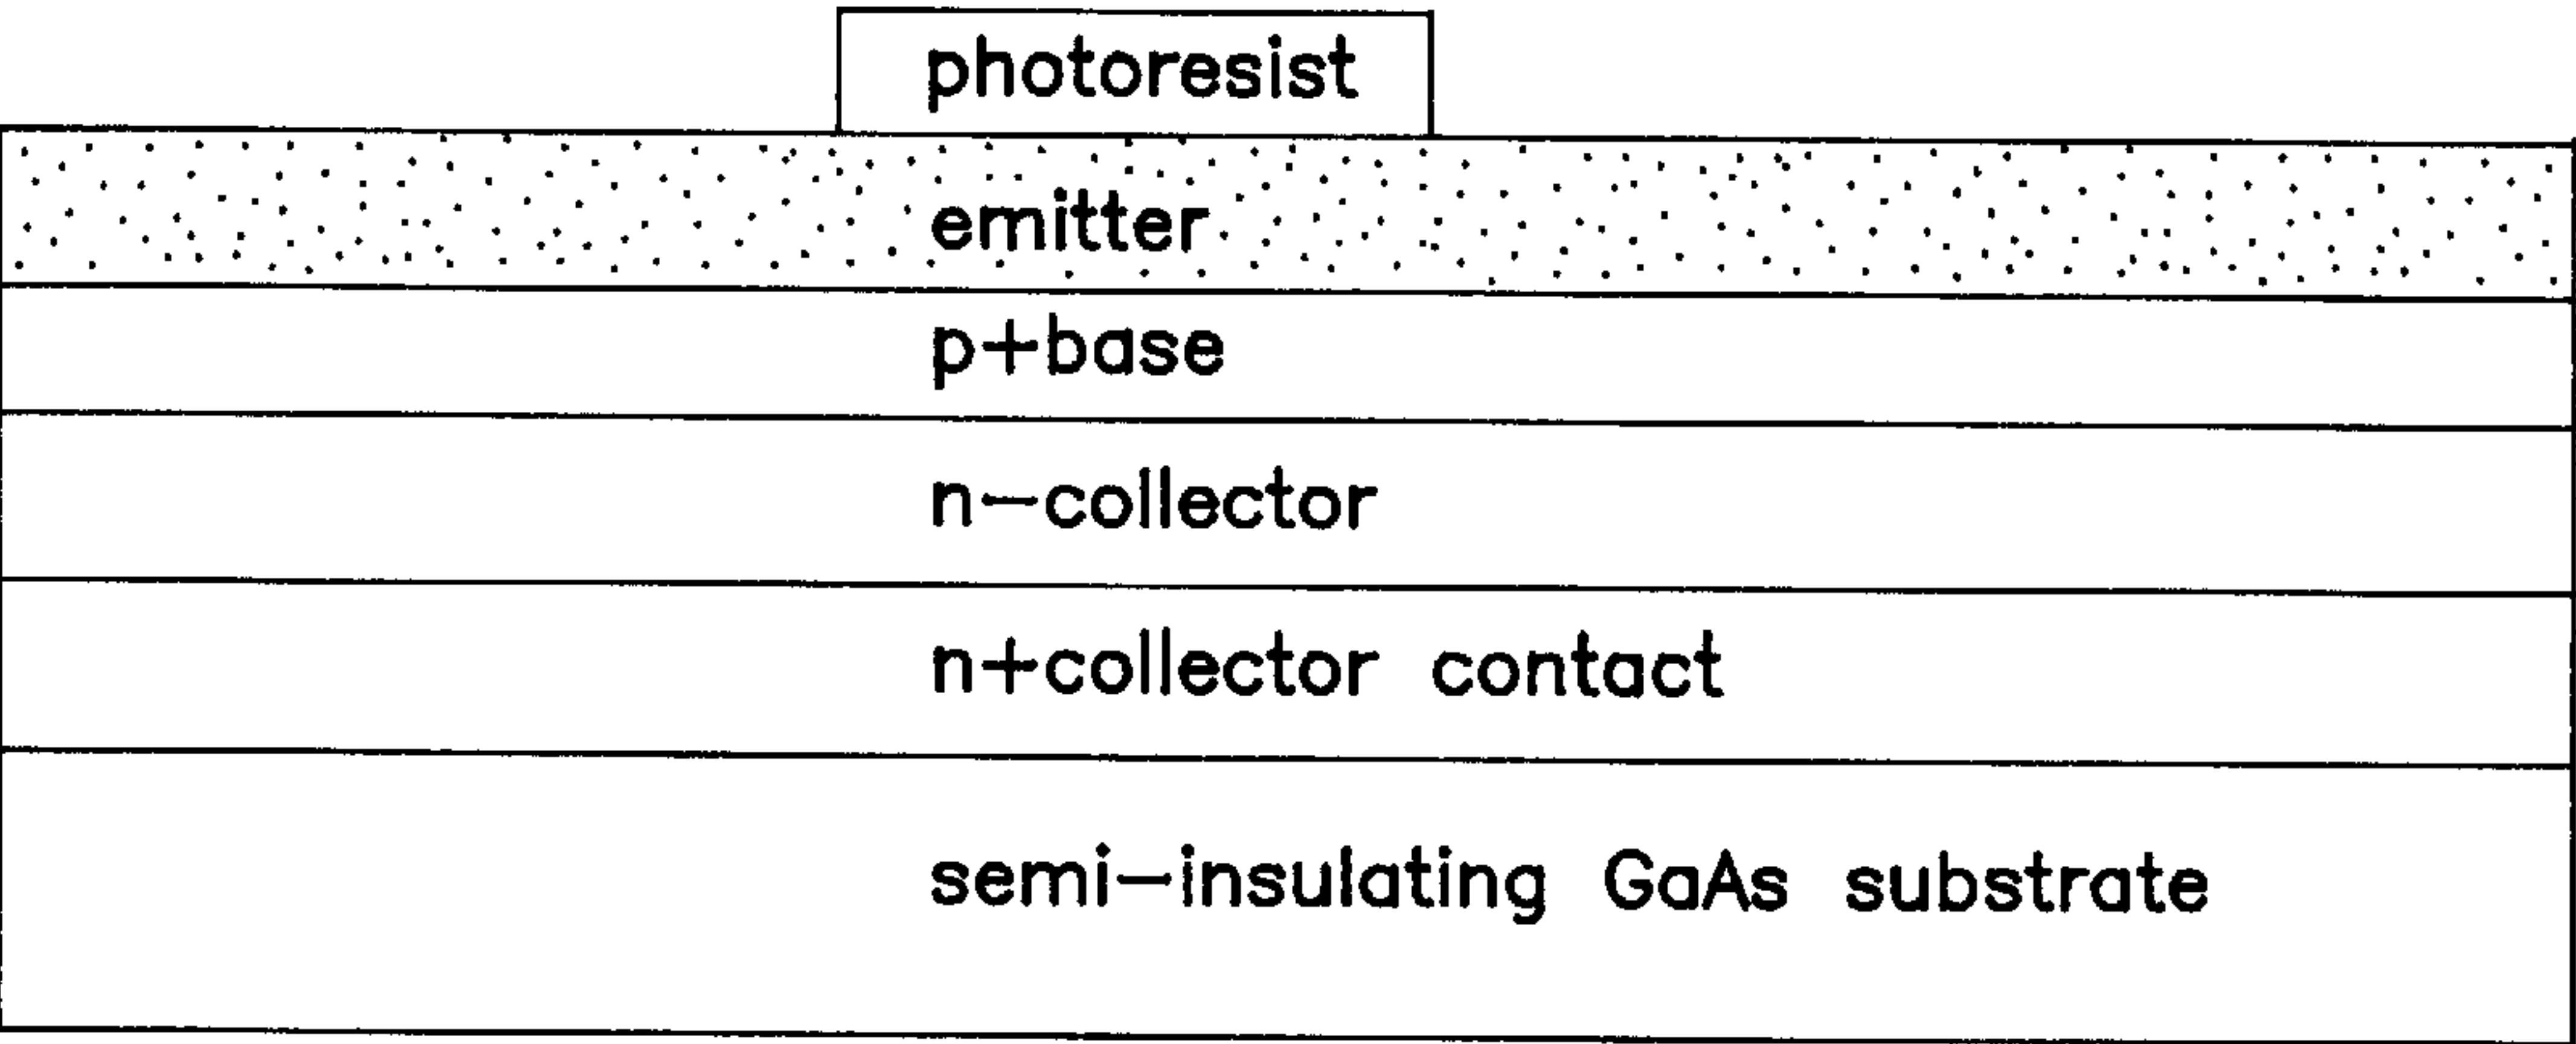 photoresist
emitter
p+base
n-collector
n+collector contact
semi-insulating GaAs substrate